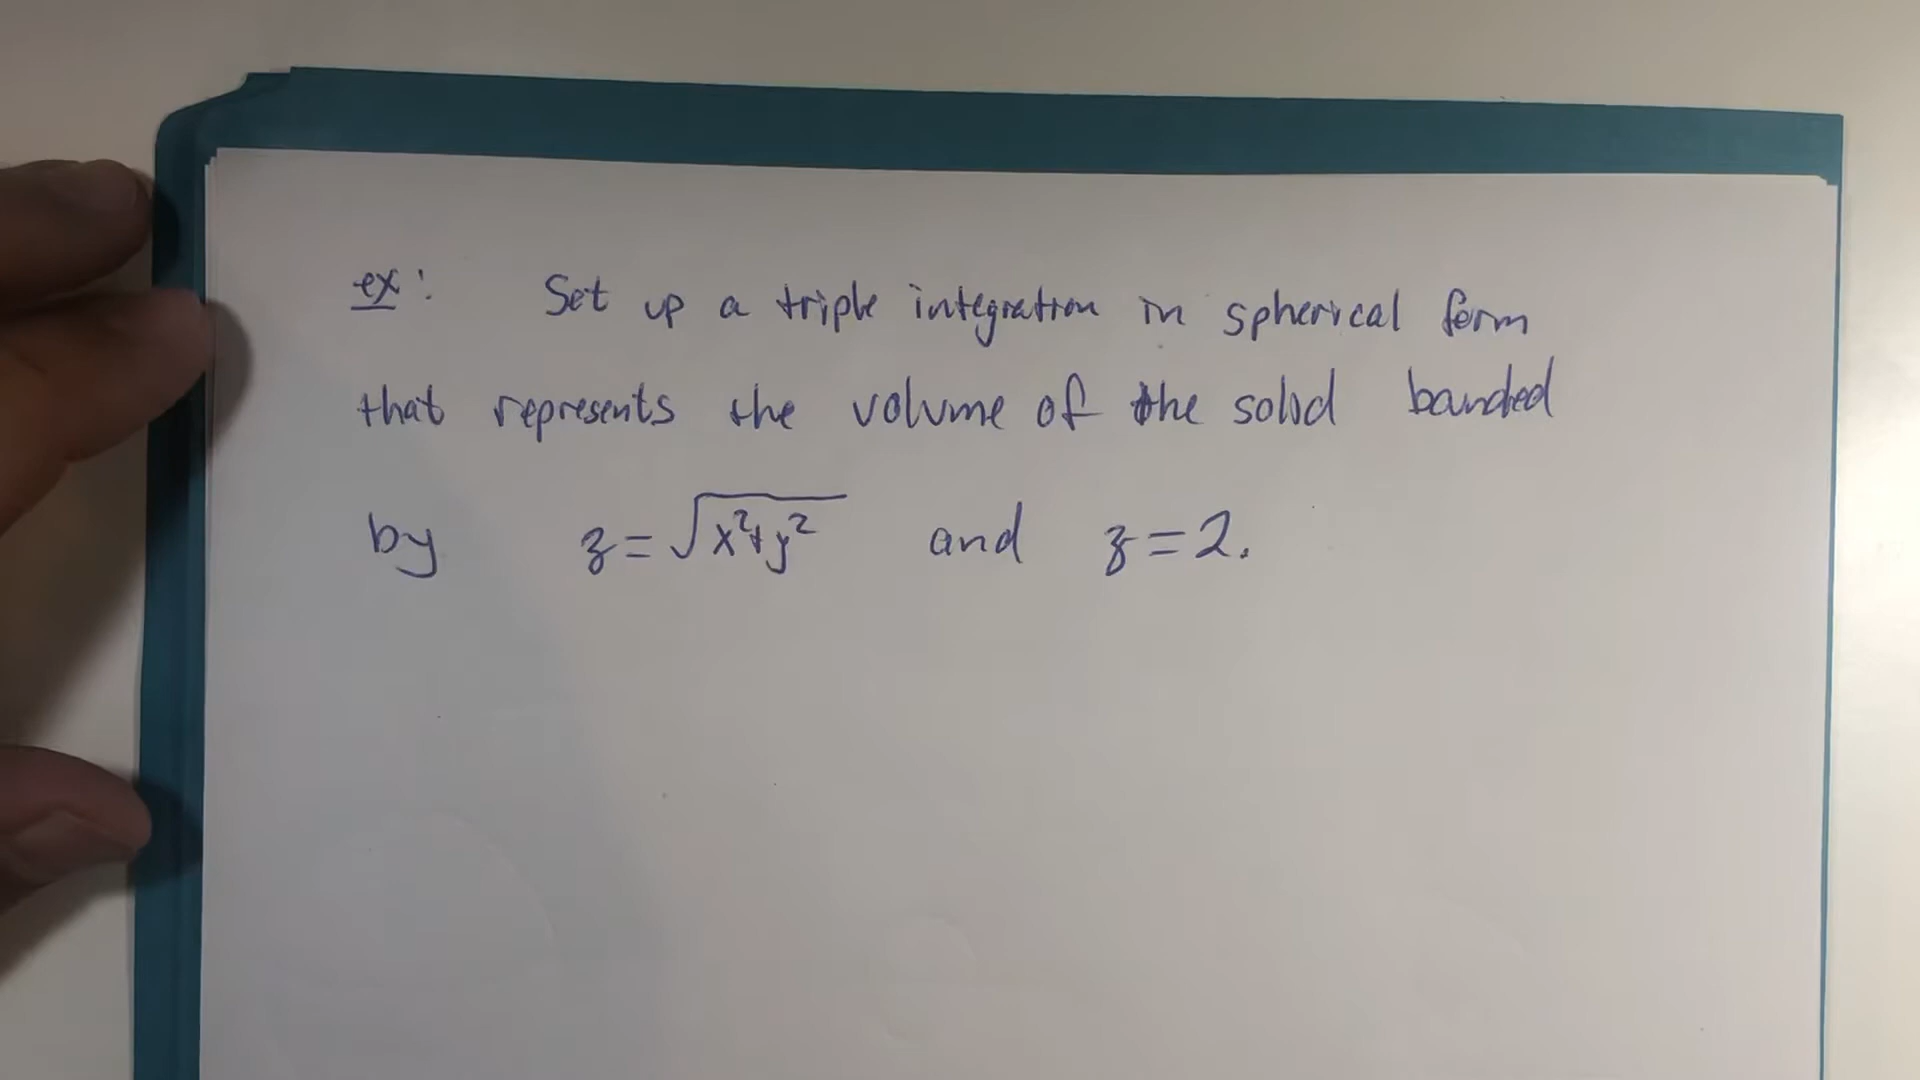 ex: Set up a triple integration in spherical form
that represents the volume of the solid bounded
by z=√x²+y² and z=2.